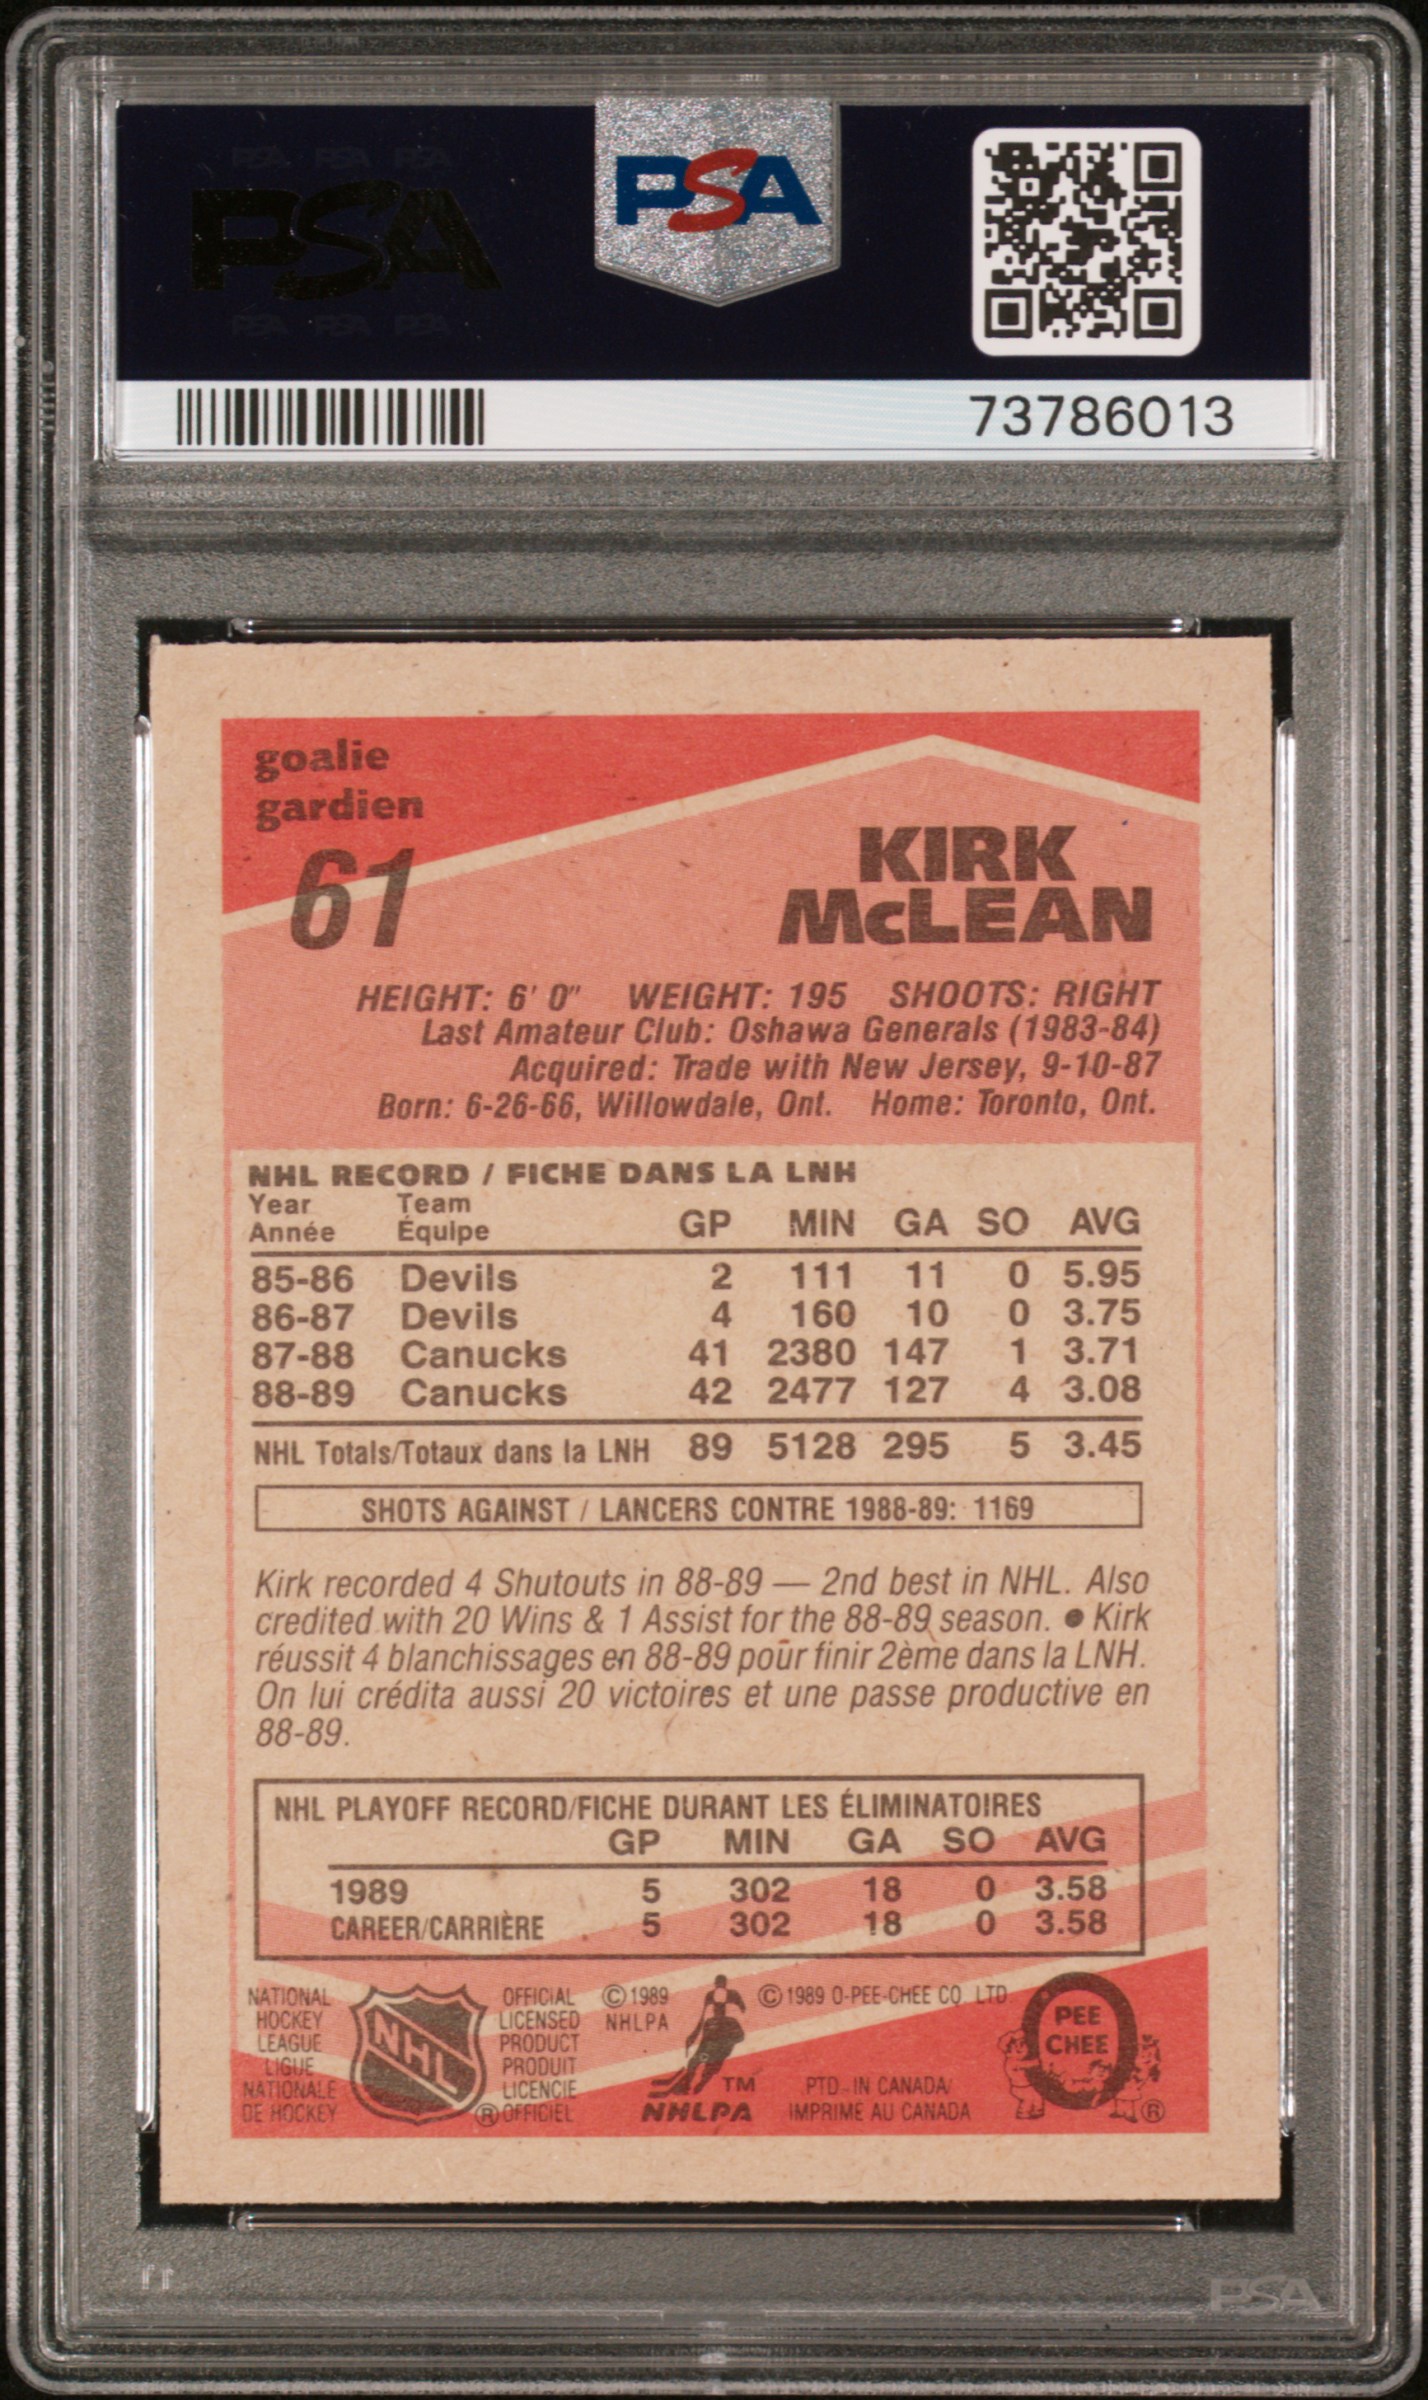 PSA PSA PSA
PSA
PSA PSA PSA
PSA
73786013
goalie
gardien
61
KIRK
McLEAN
HEIGHT: 6' 0" WEIGHT: 195 SHOOTS: RIGHT
Last Amateur Club: Oshawa Generals (1983-84)
Acquired: Trade with New Jersey, 9-10-87
Born: 6-26-66, Willowdale, Ont. Home: Toronto, Ont.
NHL RECORD / FICHE DANS LA LNH
Year Team
Année Équipe GP MIN GA SO AVG
85-86 Devils 2 111 11 0 5.95
86-87 Devils 4 160 10 0 3.75
87-88 Canucks 41 2380 147 1 3.71
88-89 Canucks 42 2477 127 4 3.08
NHL Totals/Totaux dans la LNH 89 5128 295 5 3.45
SHOTS AGAINST / LANCERS CONTRE 1988-89: 1169
Kirk recorded 4 Shutouts in 88-89 — 2nd best in NHL. Also
credited with 20 Wins & 1 Assist for the 88-89 season. ● Kirk
réussit 4 blanchissages en 88-89 pour finir 2ème dans la LNH.
On lui crédita aussi 20 victoires et une passe productive en
88-89.
NHL PLAYOFF RECORD/FICHE DURANT LES ÉLIMINATOIRES
GP MIN GA SO AVG
1989 5 302 18 0 3.58
CAREER/CARRIÈRE 5 302 18 0 3.58
NATIONAL
HOCKEY
LEAGUE
LIGUE
NATIONALE
DE HOCKEY
NHL
®
OFFICIAL
LICENSED
PRODUCT
PRODUIT
LICENCIE
OFFICIEL
© 1989
NHLPA
TM
NHLPA
© 1989 O-PEE-CHEE CO. LTD
PTD. IN CANADA/
IMPRIME AU CANADA
O
PEE
CHEE
®
PSA